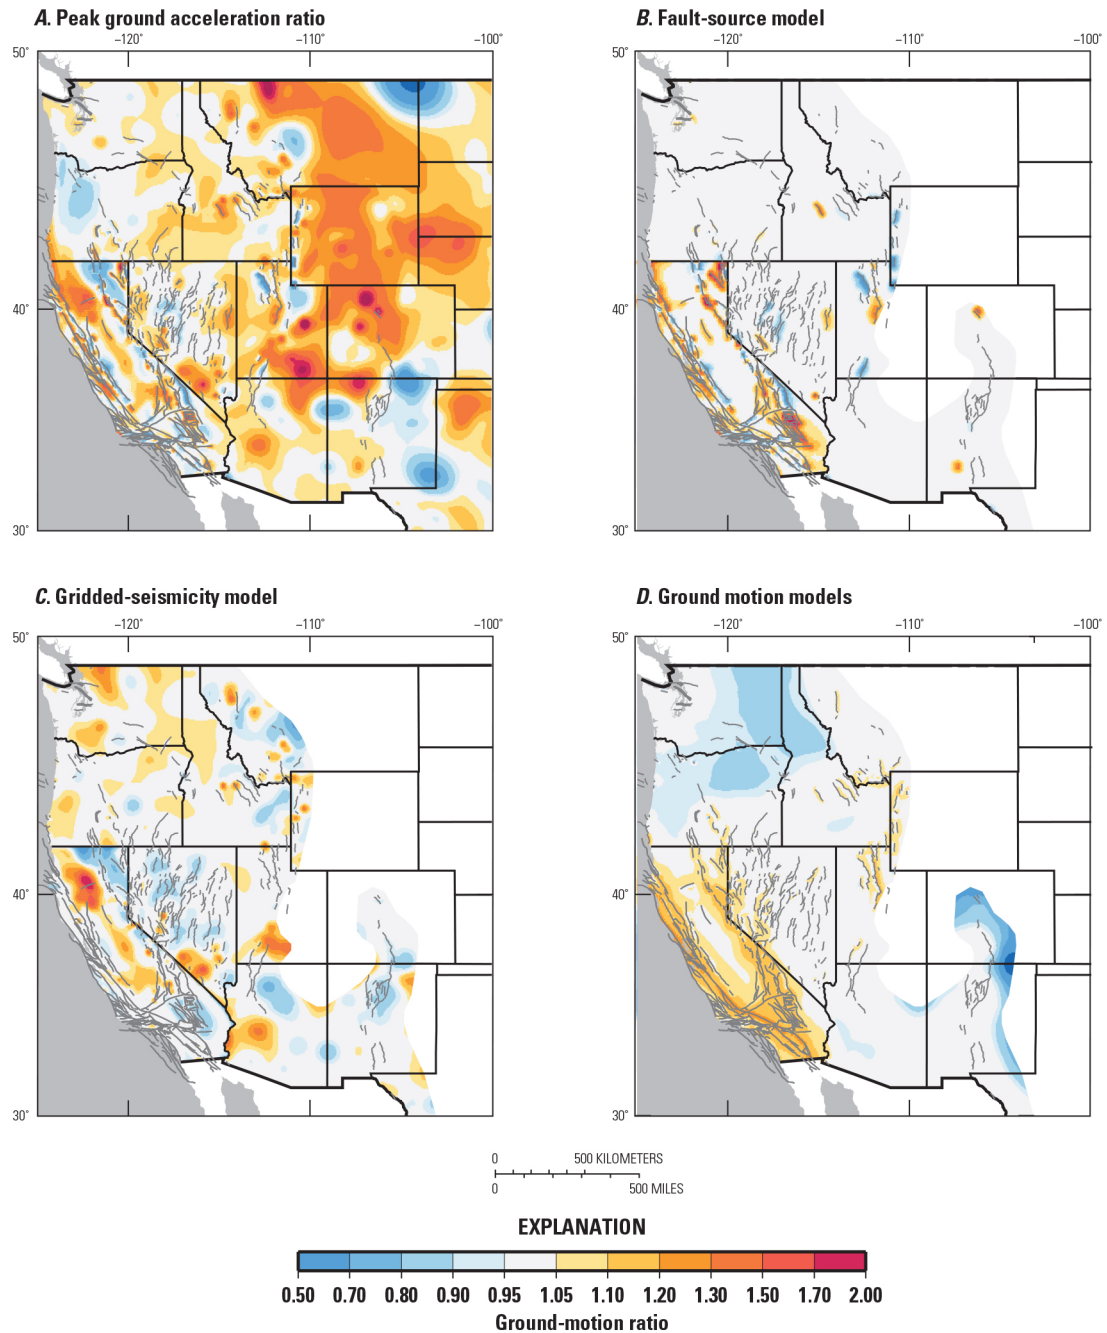 A. Peak ground acceleration ratio
−120° −110° −100°
50°
40°
30°
B. Fault-source model
−120° −110° −100°
50°
40°
30°
C. Gridded-seismicity model
−120° −110° −100°
50°
40°
30°
D. Ground motion models
−120° −110° −100°
50°
40°
30°
0 500 KILOMETERS
0 500 MILES
EXPLANATION
0.50 0.70 0.80 0.90 0.95 1.05 1.10 1.20 1.30 1.50 1.70 2.00
Ground-motion ratio